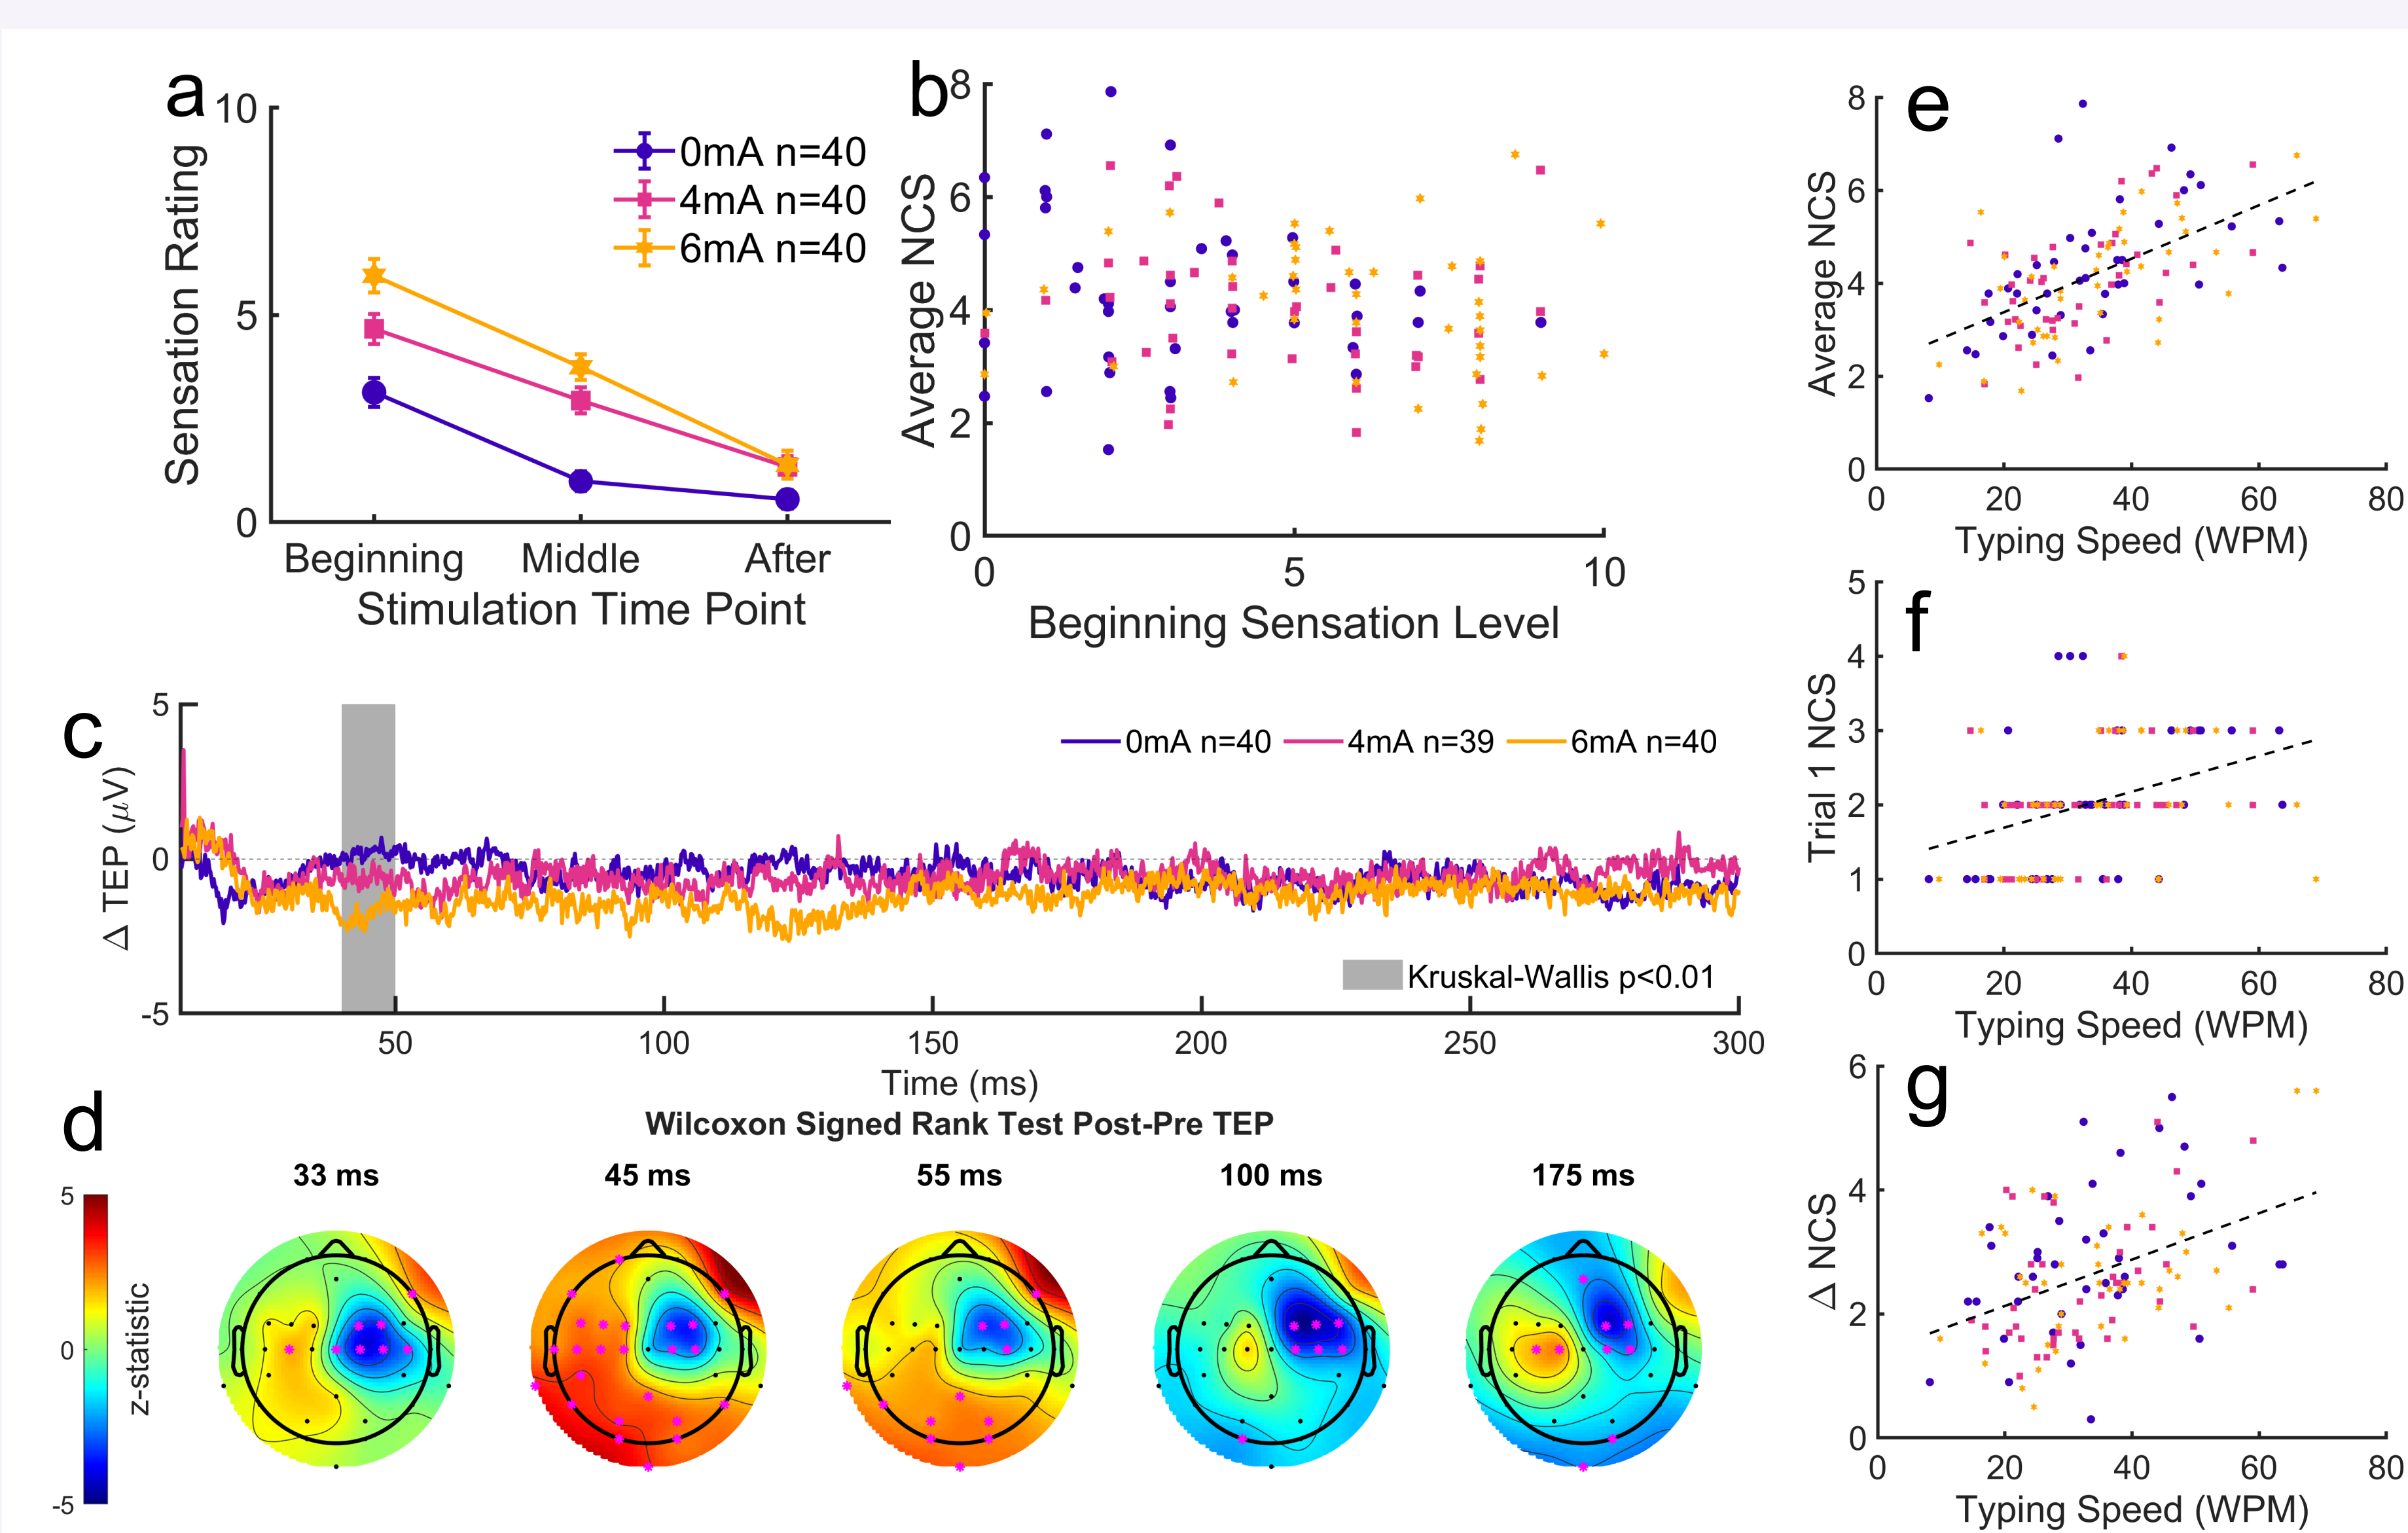 a
10
5
0
Sensation Rating
0mA n=40
4mA n=40
6mA n=40
Beginning Middle After
Stimulation Time Point
b
8
6
4
2
0
Average NCS
0 5 10
Beginning Sensation Level
c
5
0
-5
Δ TEP (μV)
0mA n=40 4mA n=39 6mA n=40
Kruskal-Wallis p<0.01
50 100 150 200 250 300
Time (ms)
d
Wilcoxon Signed Rank Test Post-Pre TEP
33 ms 45 ms 55 ms 100 ms 175 ms
5
0
-5
z-statistic
e
8
6
4
2
0
Average NCS
0 20 40 60 80
Typing Speed (WPM)
f
5
4
3
2
1
0
Trial 1 NCS
0 20 40 60 80
Typing Speed (WPM)
g
6
4
2
0
Δ NCS
0 20 40 60 80
Typing Speed (WPM)